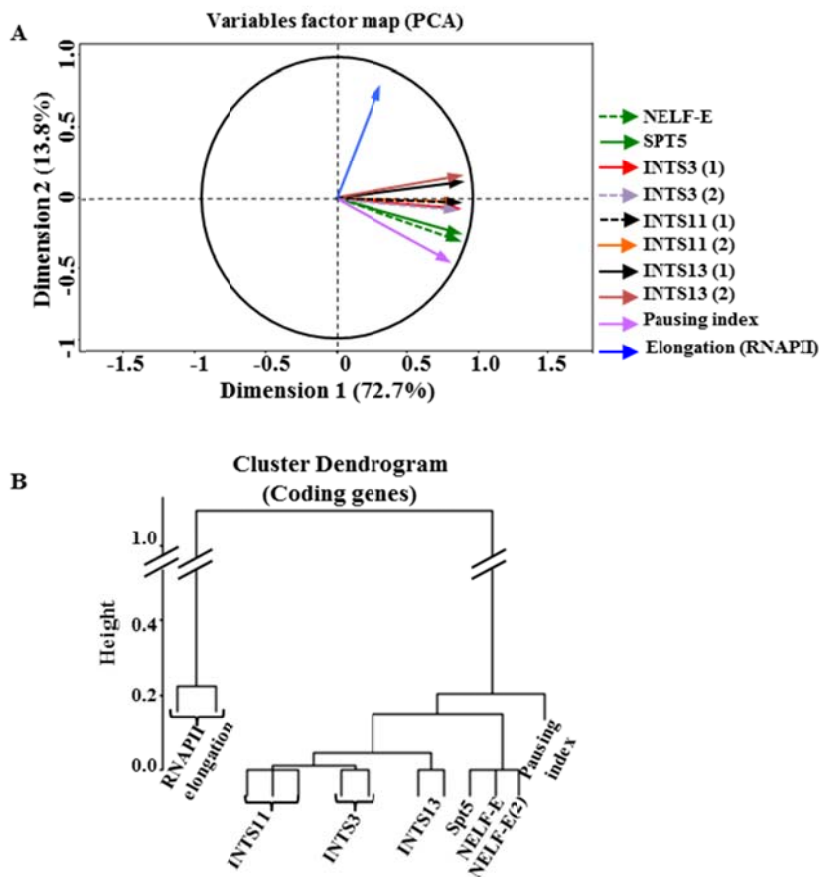 A
Variables factor map (PCA)
Dimension 2 (13.8%)
1.0
0.5
0
-0.5
-1
-1.5
-1.0
-0.5
0
0.5
1.0
1.5
Dimension 1 (72.7%)
NELF-E
SPT5
INTS3 (1)
INTS3 (2)
INTS11 (1)
INTS11 (2)
INTS13 (1)
INTS13 (2)
Pausing index
Elongation (RNAPII)
B
Cluster Dendrogram
(Coding genes)
Height
1.0
0.4
0.2
0.0
RNAPII
elongation
INTS11
INTS3
INTS13
Spt5
NELF-E
NELF-E(2)
Pausing
index